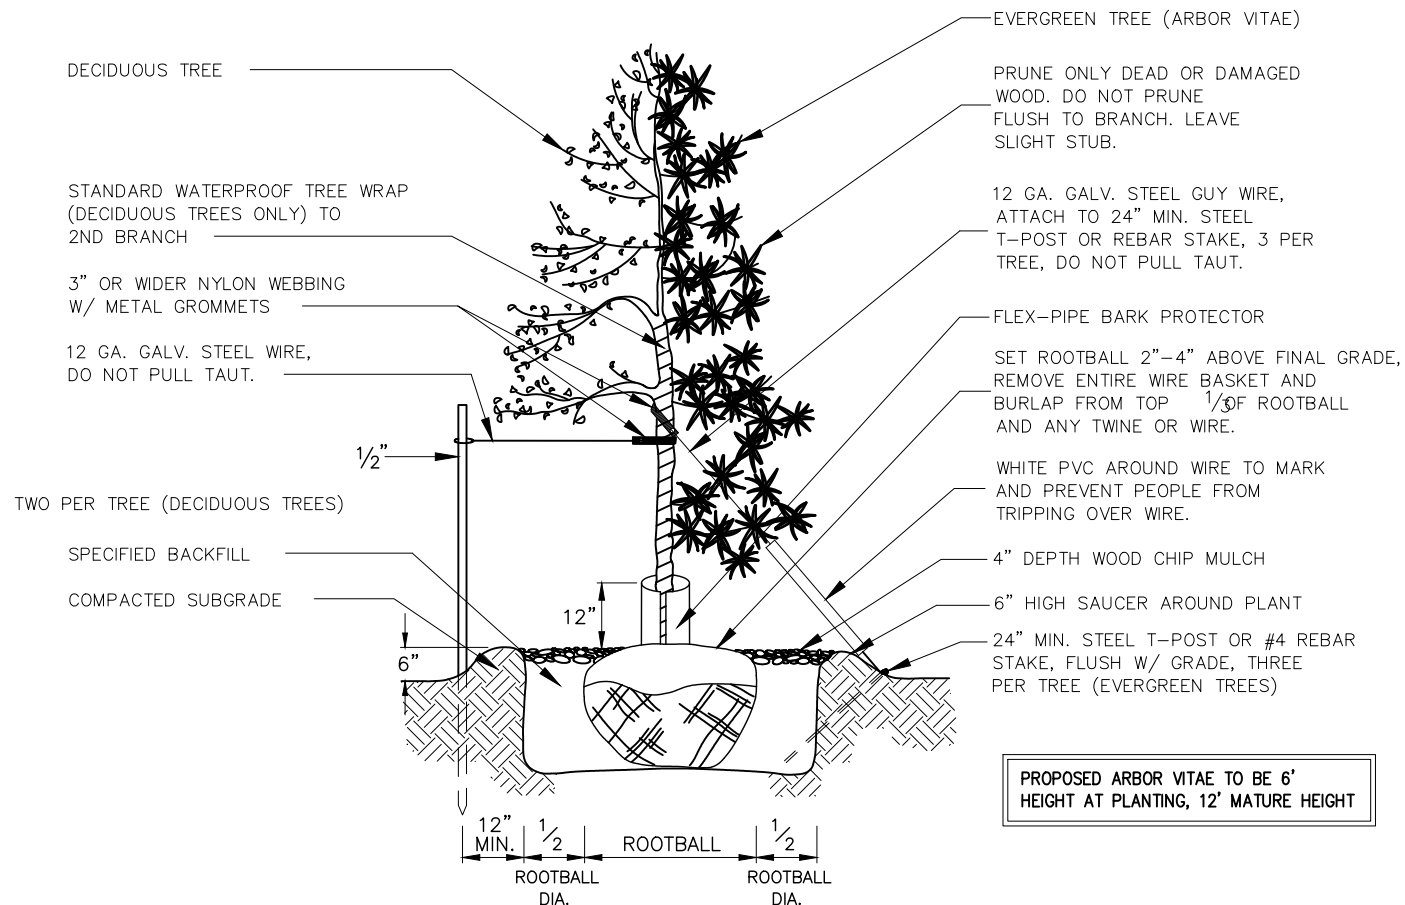 DECIDUOUS TREE
STANDARD WATERPROOF TREE WRAP
(DECIDUOUS TREES ONLY) TO
2ND BRANCH
3" OR WIDER NYLON WEBBING
W/ METAL GROMMETS
12 GA. GALV. STEEL WIRE,
DO NOT PULL TAUT.
1/2"
TWO PER TREE (DECIDUOUS TREES)
SPECIFIED BACKFILL
COMPACTED SUBGRADE
12"
6"
EVERGREEN TREE (ARBOR VITAE)
PRUNE ONLY DEAD OR DAMAGED
WOOD. DO NOT PRUNE
FLUSH TO BRANCH. LEAVE
SLIGHT STUB.
12 GA. GALV. STEEL GUY WIRE,
ATTACH TO 24" MIN. STEEL
T-POST OR REBAR STAKE, 3 PER
TREE, DO NOT PULL TAUT.
FLEX-PIPE BARK PROTECTOR
SET ROOTBALL 2"-4" ABOVE FINAL GRADE,
REMOVE ENTIRE WIRE BASKET AND
BURLAP FROM TOP 1/3 OF ROOTBALL
AND ANY TWINE OR WIRE.
WHITE PVC AROUND WIRE TO MARK
AND PREVENT PEOPLE FROM
TRIPPING OVER WIRE.
4" DEPTH WOOD CHIP MULCH
6" HIGH SAUCER AROUND PLANT
24" MIN. STEEL T-POST OR #4 REBAR
STAKE, FLUSH W/ GRADE, THREE
PER TREE (EVERGREEN TREES)
PROPOSED ARBOR VITAE TO BE 6'
HEIGHT AT PLANTING, 12' MATURE HEIGHT
12"
MIN.
1/2
ROOTBALL
DIA.
ROOTBALL
1/2
ROOTBALL
DIA.